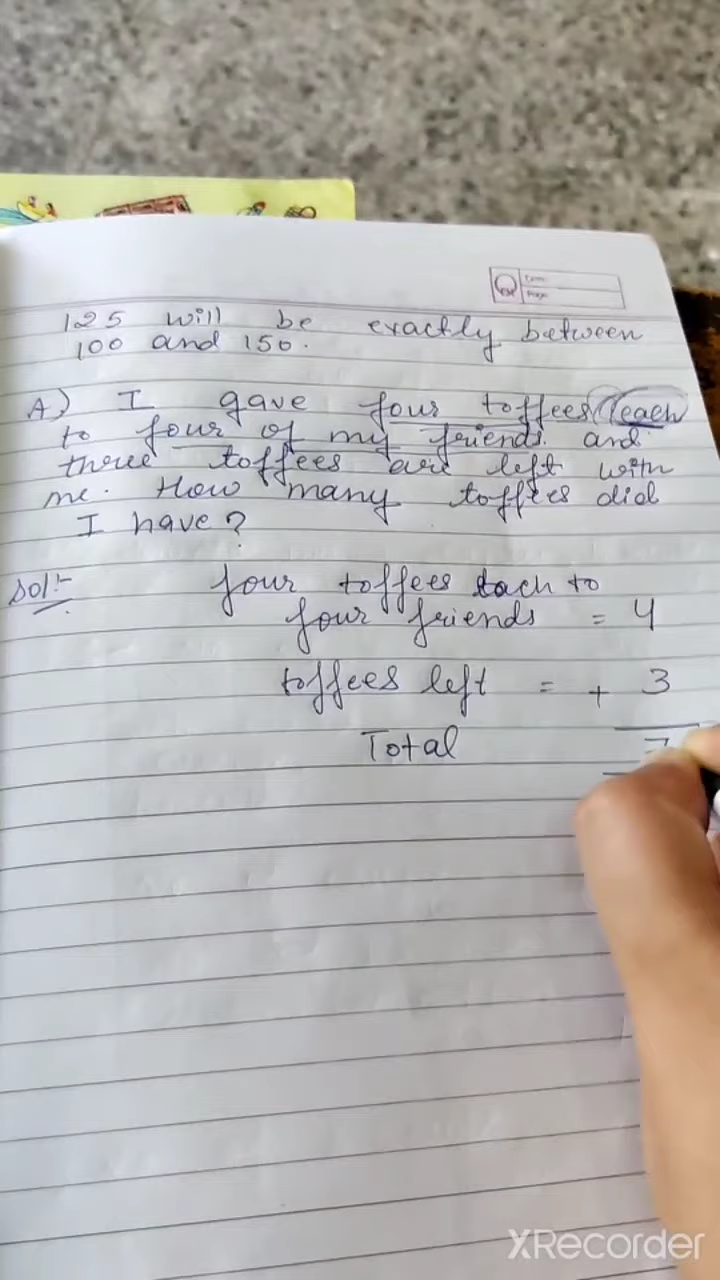 125 will be exactly between
100 and 150.
A) I gave four toffees (each
to four of my friends and
three toffees are left with
me. How many toffees did
I have?
Sol:-
four toffees each to
four friends = 4
toffees left = + 3
Total 7
XRecorder